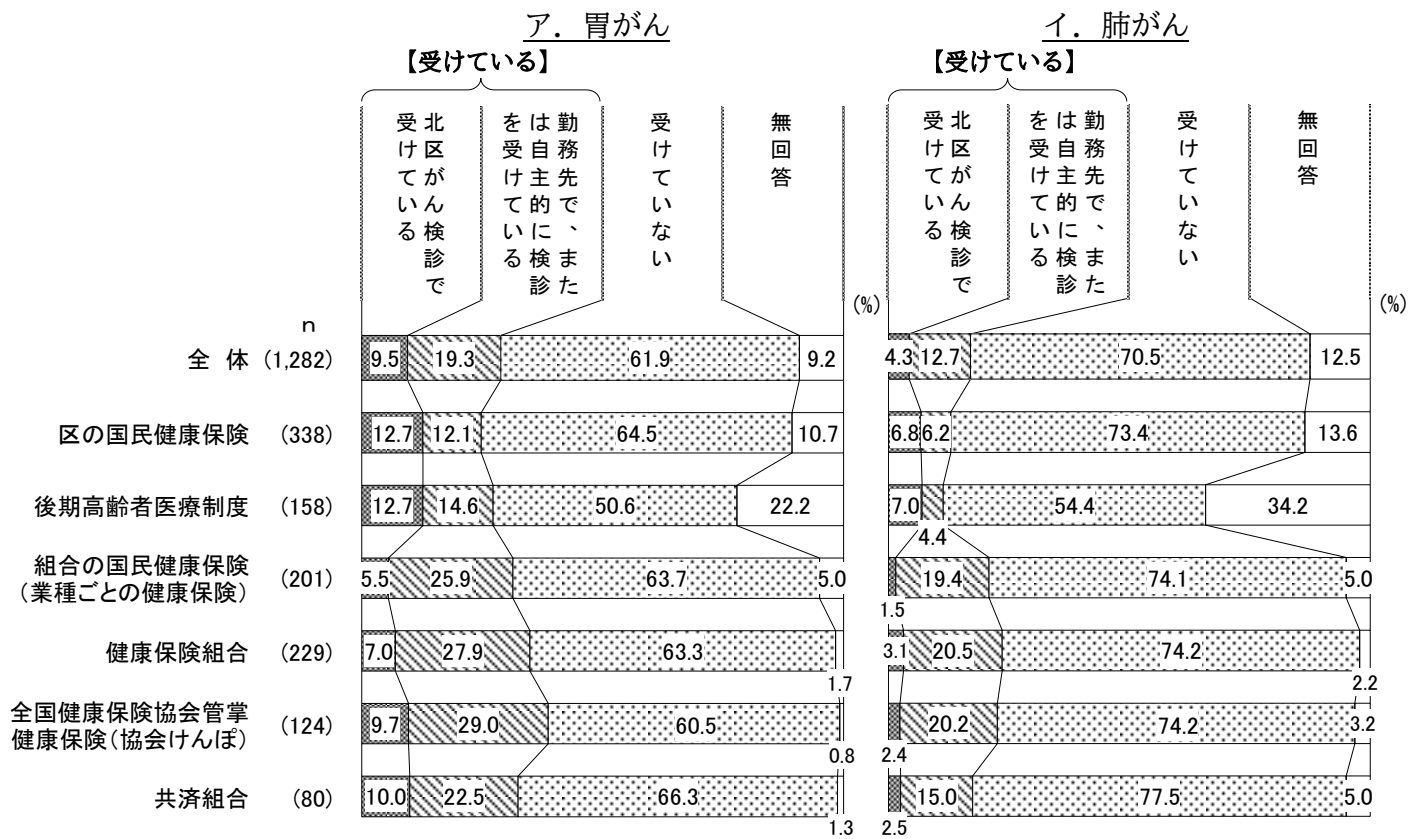 ア．胃がん
イ．肺がん
【受けている】
【受けている】
北区がん検診で
受けている
勤務先で、また
は自主的に検診
を受けている
受けていない
無回答
北区がん検診で
受けている
勤務先で、また
は自主的に検診
を受けている
受けていない
無回答
(%)
(%)
ｎ
全 体 (1,282) 9.5 19.3 61.9 9.2 4.3 12.7 70.5 12.5
区の国民健康保険 (338) 12.7 12.1 64.5 10.7 6.8 6.2 73.4 13.6
後期高齢者医療制度 (158) 12.7 14.6 50.6 22.2 7.0 4.4 54.4 34.2
組合の国民健康保険
（業種ごとの健康保険） (201) 5.5 25.9 63.7 5.0 1.5 19.4 74.1 5.0
健康保険組合 (229) 7.0 27.9 63.3 1.7 3.1 20.5 74.2 2.2
全国健康保険協会管掌
健康保険（協会けんぽ） (124) 9.7 29.0 60.5 0.8 2.4 20.2 74.2 3.2
共済組合 (80) 10.0 22.5 66.3 1.3 2.5 15.0 77.5 5.0